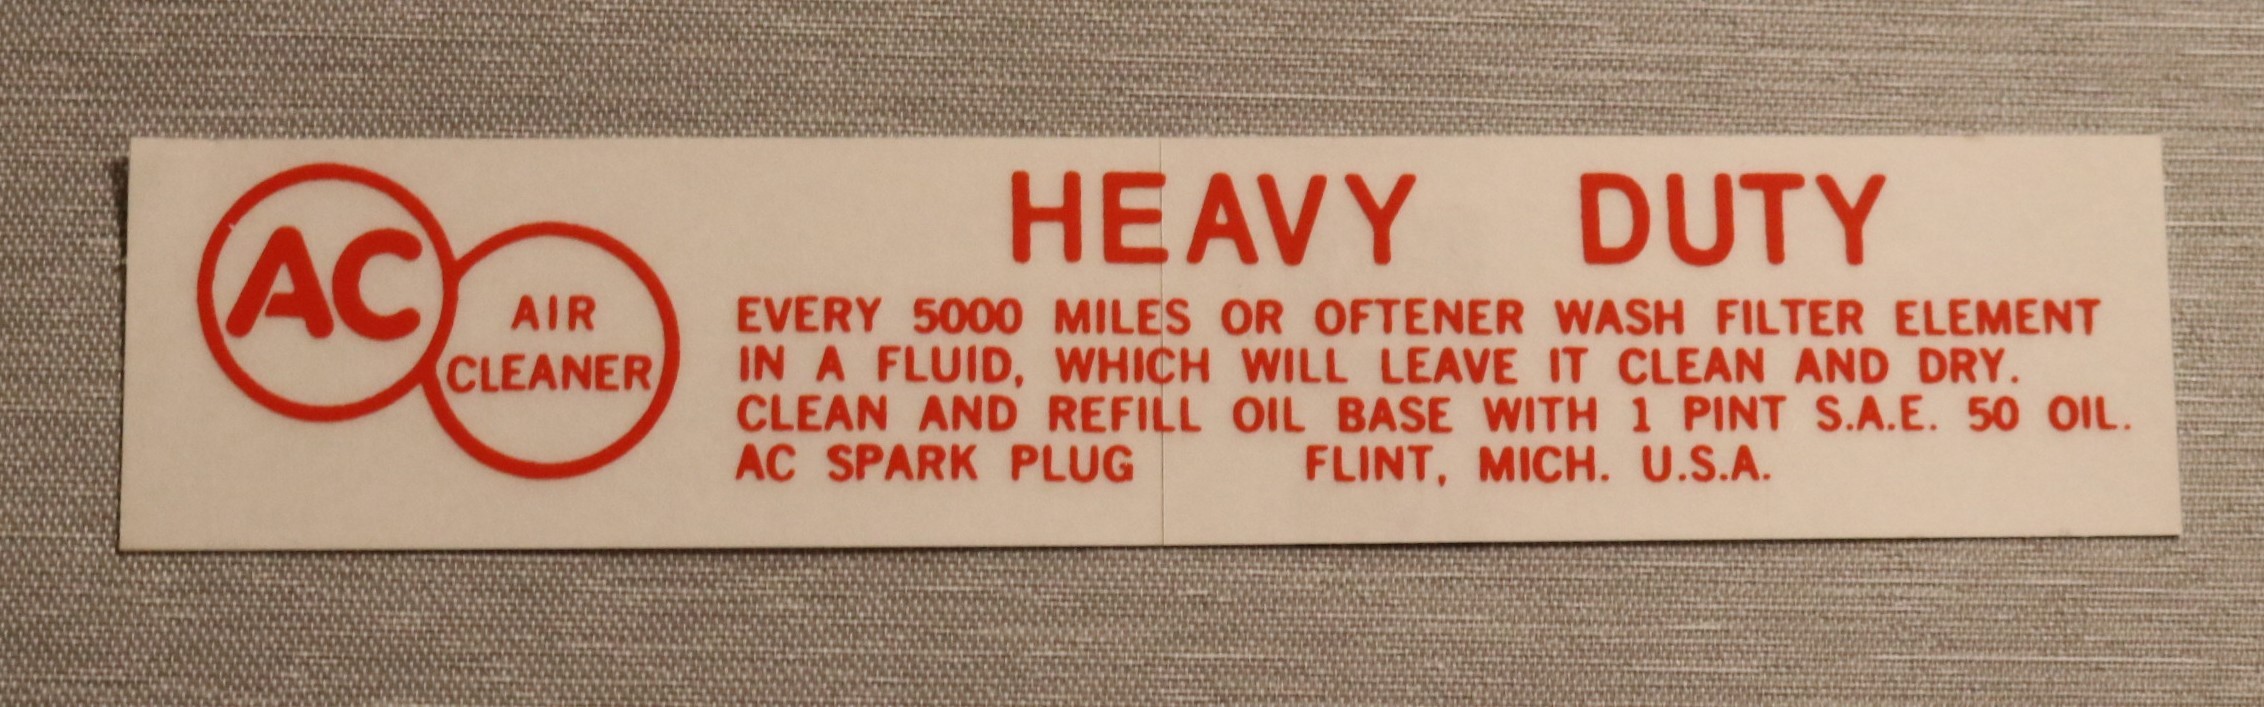 AC
AIR
CLEANER
HEAVY DUTY
EVERY 5000 MILES OR OFTENER WASH FILTER ELEMENT
IN A FLUID, WHICH WILL LEAVE IT CLEAN AND DRY.
CLEAN AND REFILL OIL BASE WITH 1 PINT S.A.E. 50 OIL.
AC SPARK PLUG FLINT, MICH. U.S.A.